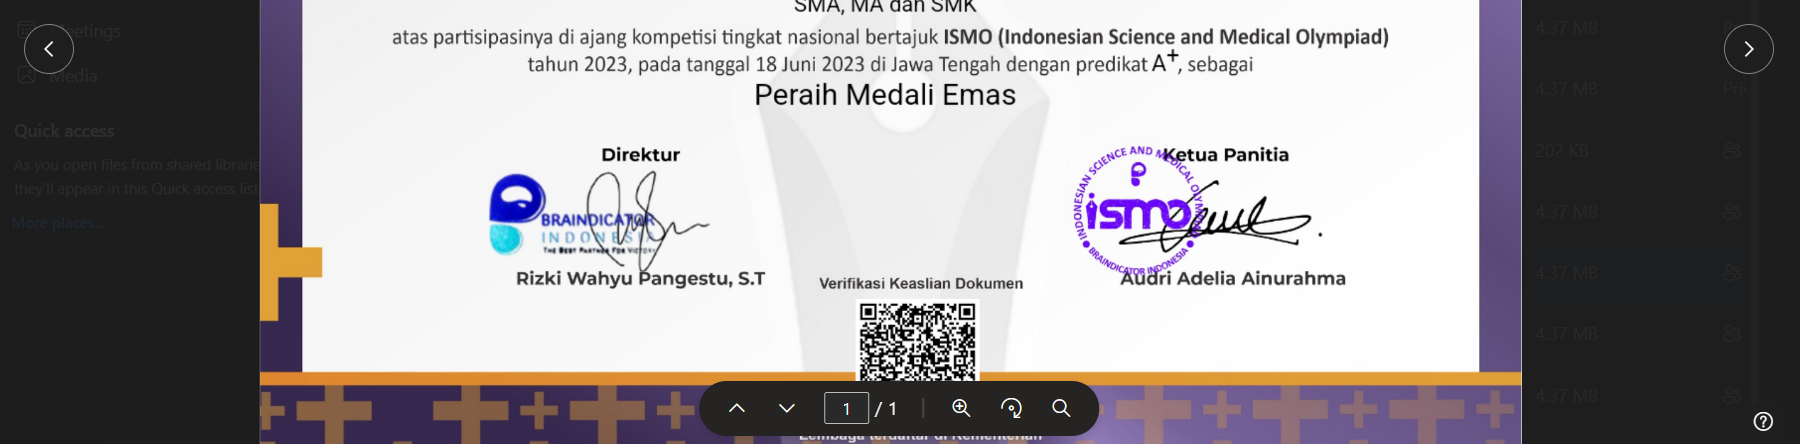 SMA, MA dan SMK
Meetings
4.37 MB
atas partisipasinya di ajang kompetisi tingkat nasional bertajuk ISMO (Indonesian Science and Medical Olympiad)
tahun 2023, pada tanggal 18 Juni 2023 di Jawa Tengah dengan predikat A+, sebagai
Media
4.37 MB
Peraih Medali Emas
Quick access
As you open files from shared librarie
they'll appear in this Quick access list
More places...
202 KB
Direktur
Ketua Panitia
BRAINDICATOR
INDONESIA
THE BEST PARTNER FOR VICTORY
INDONESIAN SCIENCE AND MEDICAL OLYMPIAD
ismo
BRAINDICATOR INDONESIA
4.37 MB
Rizki Wahyu Pangestu, S.T
Audri Adelia Ainurahma
4.37 MB
Verifikasi Keaslian Dokumen
4.37 MB
4.37 MB
1 / 1
Lembaga terdaftar di Kementerian